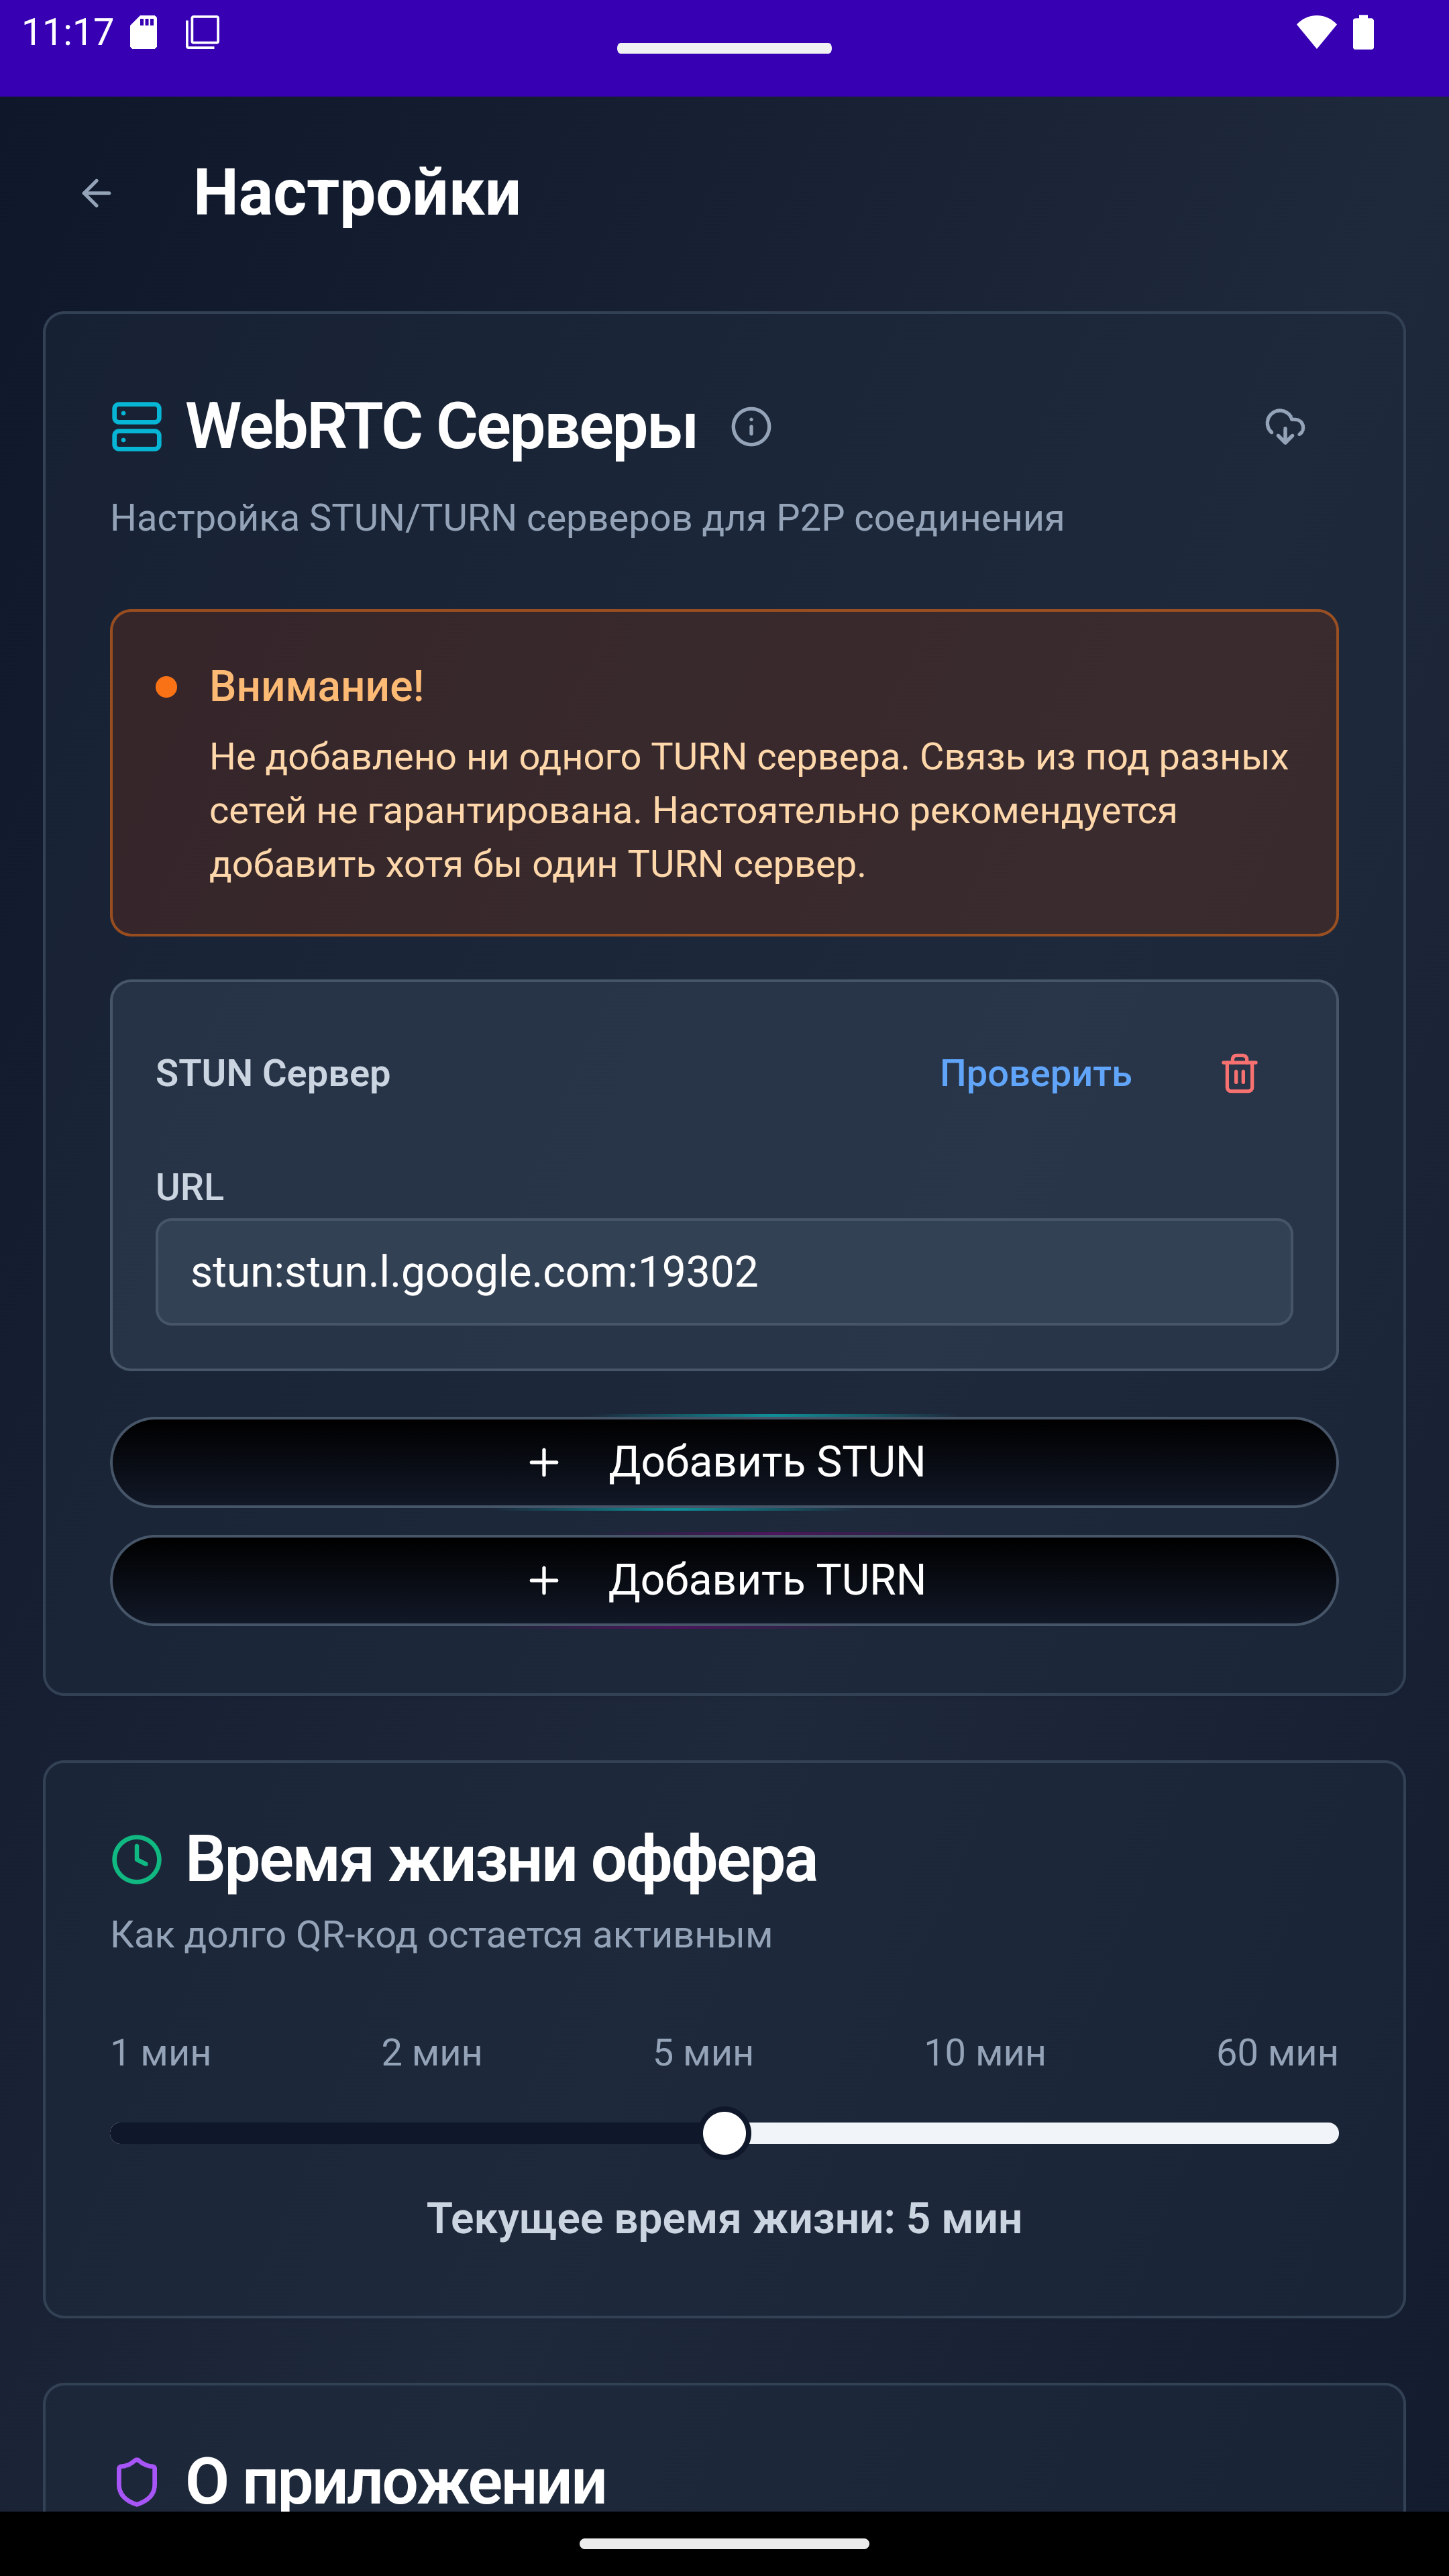 11:17
Настройки
WebRTC Серверы
Настройка STUN/TURN серверов для P2P соединения
Внимание!
Не добавлено ни одного TURN сервера. Связь из под разных
сетей не гарантирована. Настоятельно рекомендуется
добавить хотя бы один TURN сервер.
STUN Сервер
Проверить
URL
stun:stun.l.google.com:19302
Добавить STUN
Добавить TURN
Время жизни оффера
Как долго QR-код остается активным
1 мин 2 мин 5 мин 10 мин 60 мин
Текущее время жизни: 5 мин
О приложении